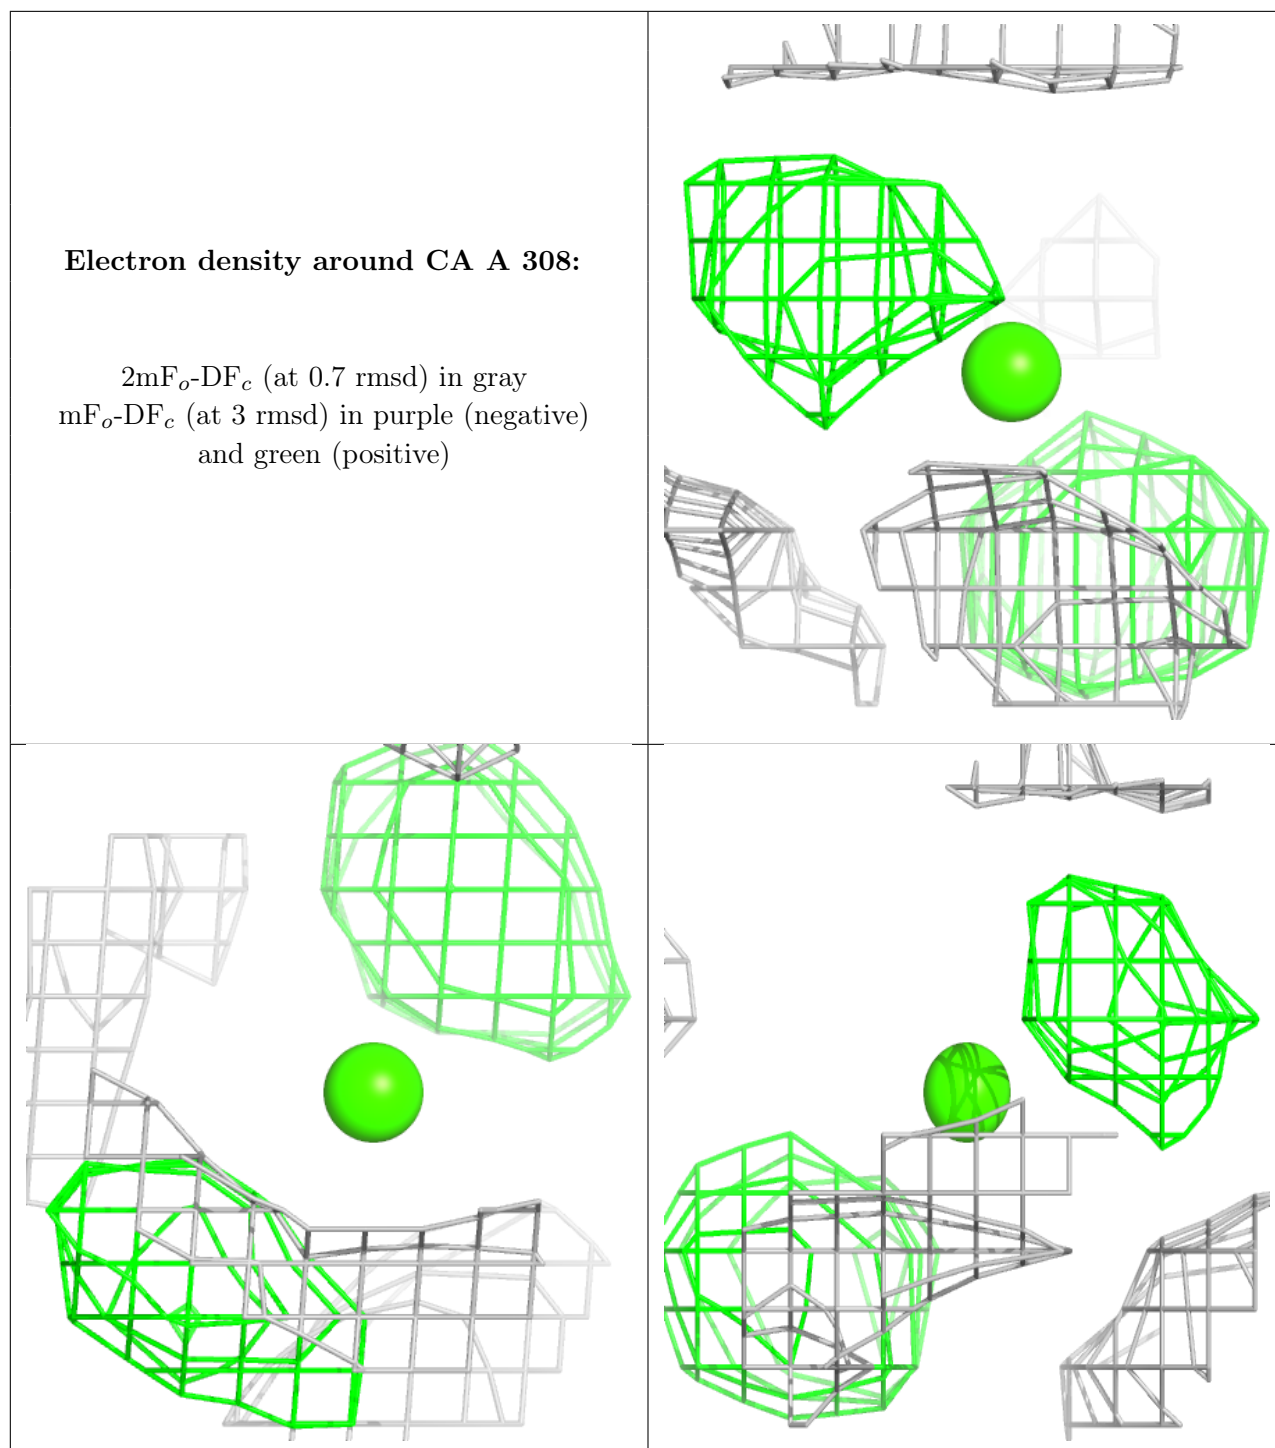 Electron density around CA A 308:
2mFo-DFc (at 0.7 rmsd) in gray
mFo-DFc (at 3 rmsd) in purple (negative)
and green (positive)